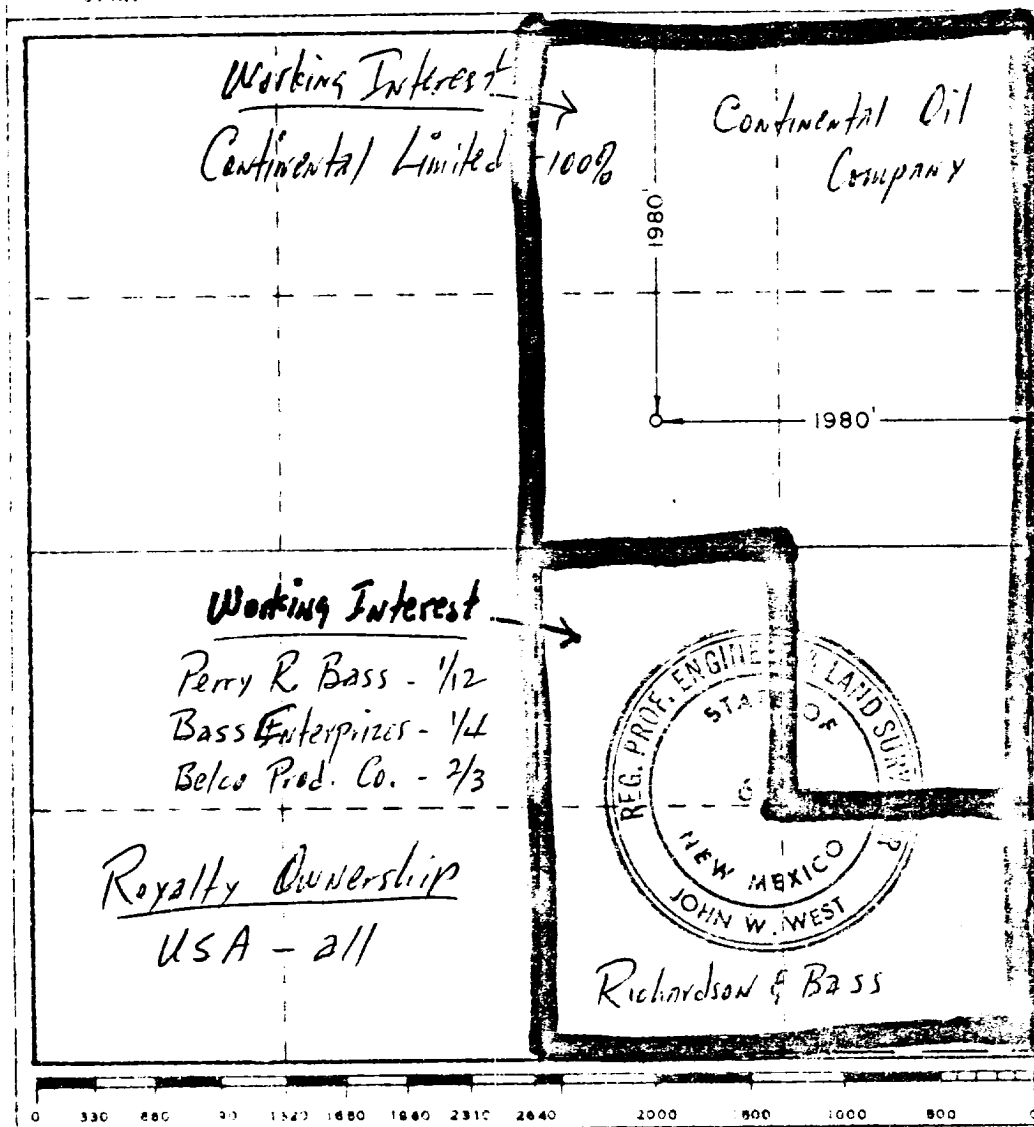 Working Interest
Continental Limited - 100%
Continental Oil
Company
1980'
1980'
Working Interest
Perry R. Bass - 1/12
Bass Enterprizes - 1/4
Belco Prod. Co. - 2/3
Royalty Ownership
USA - all
REG. PROF. ENGINEER & LAND SURV
STATE OF
NEW MEXICO
JOHN W. WEST
Richardson & Bass
0 330 660 90 1320 1650 1980 2310 2640 2000 1500 1000 500 0